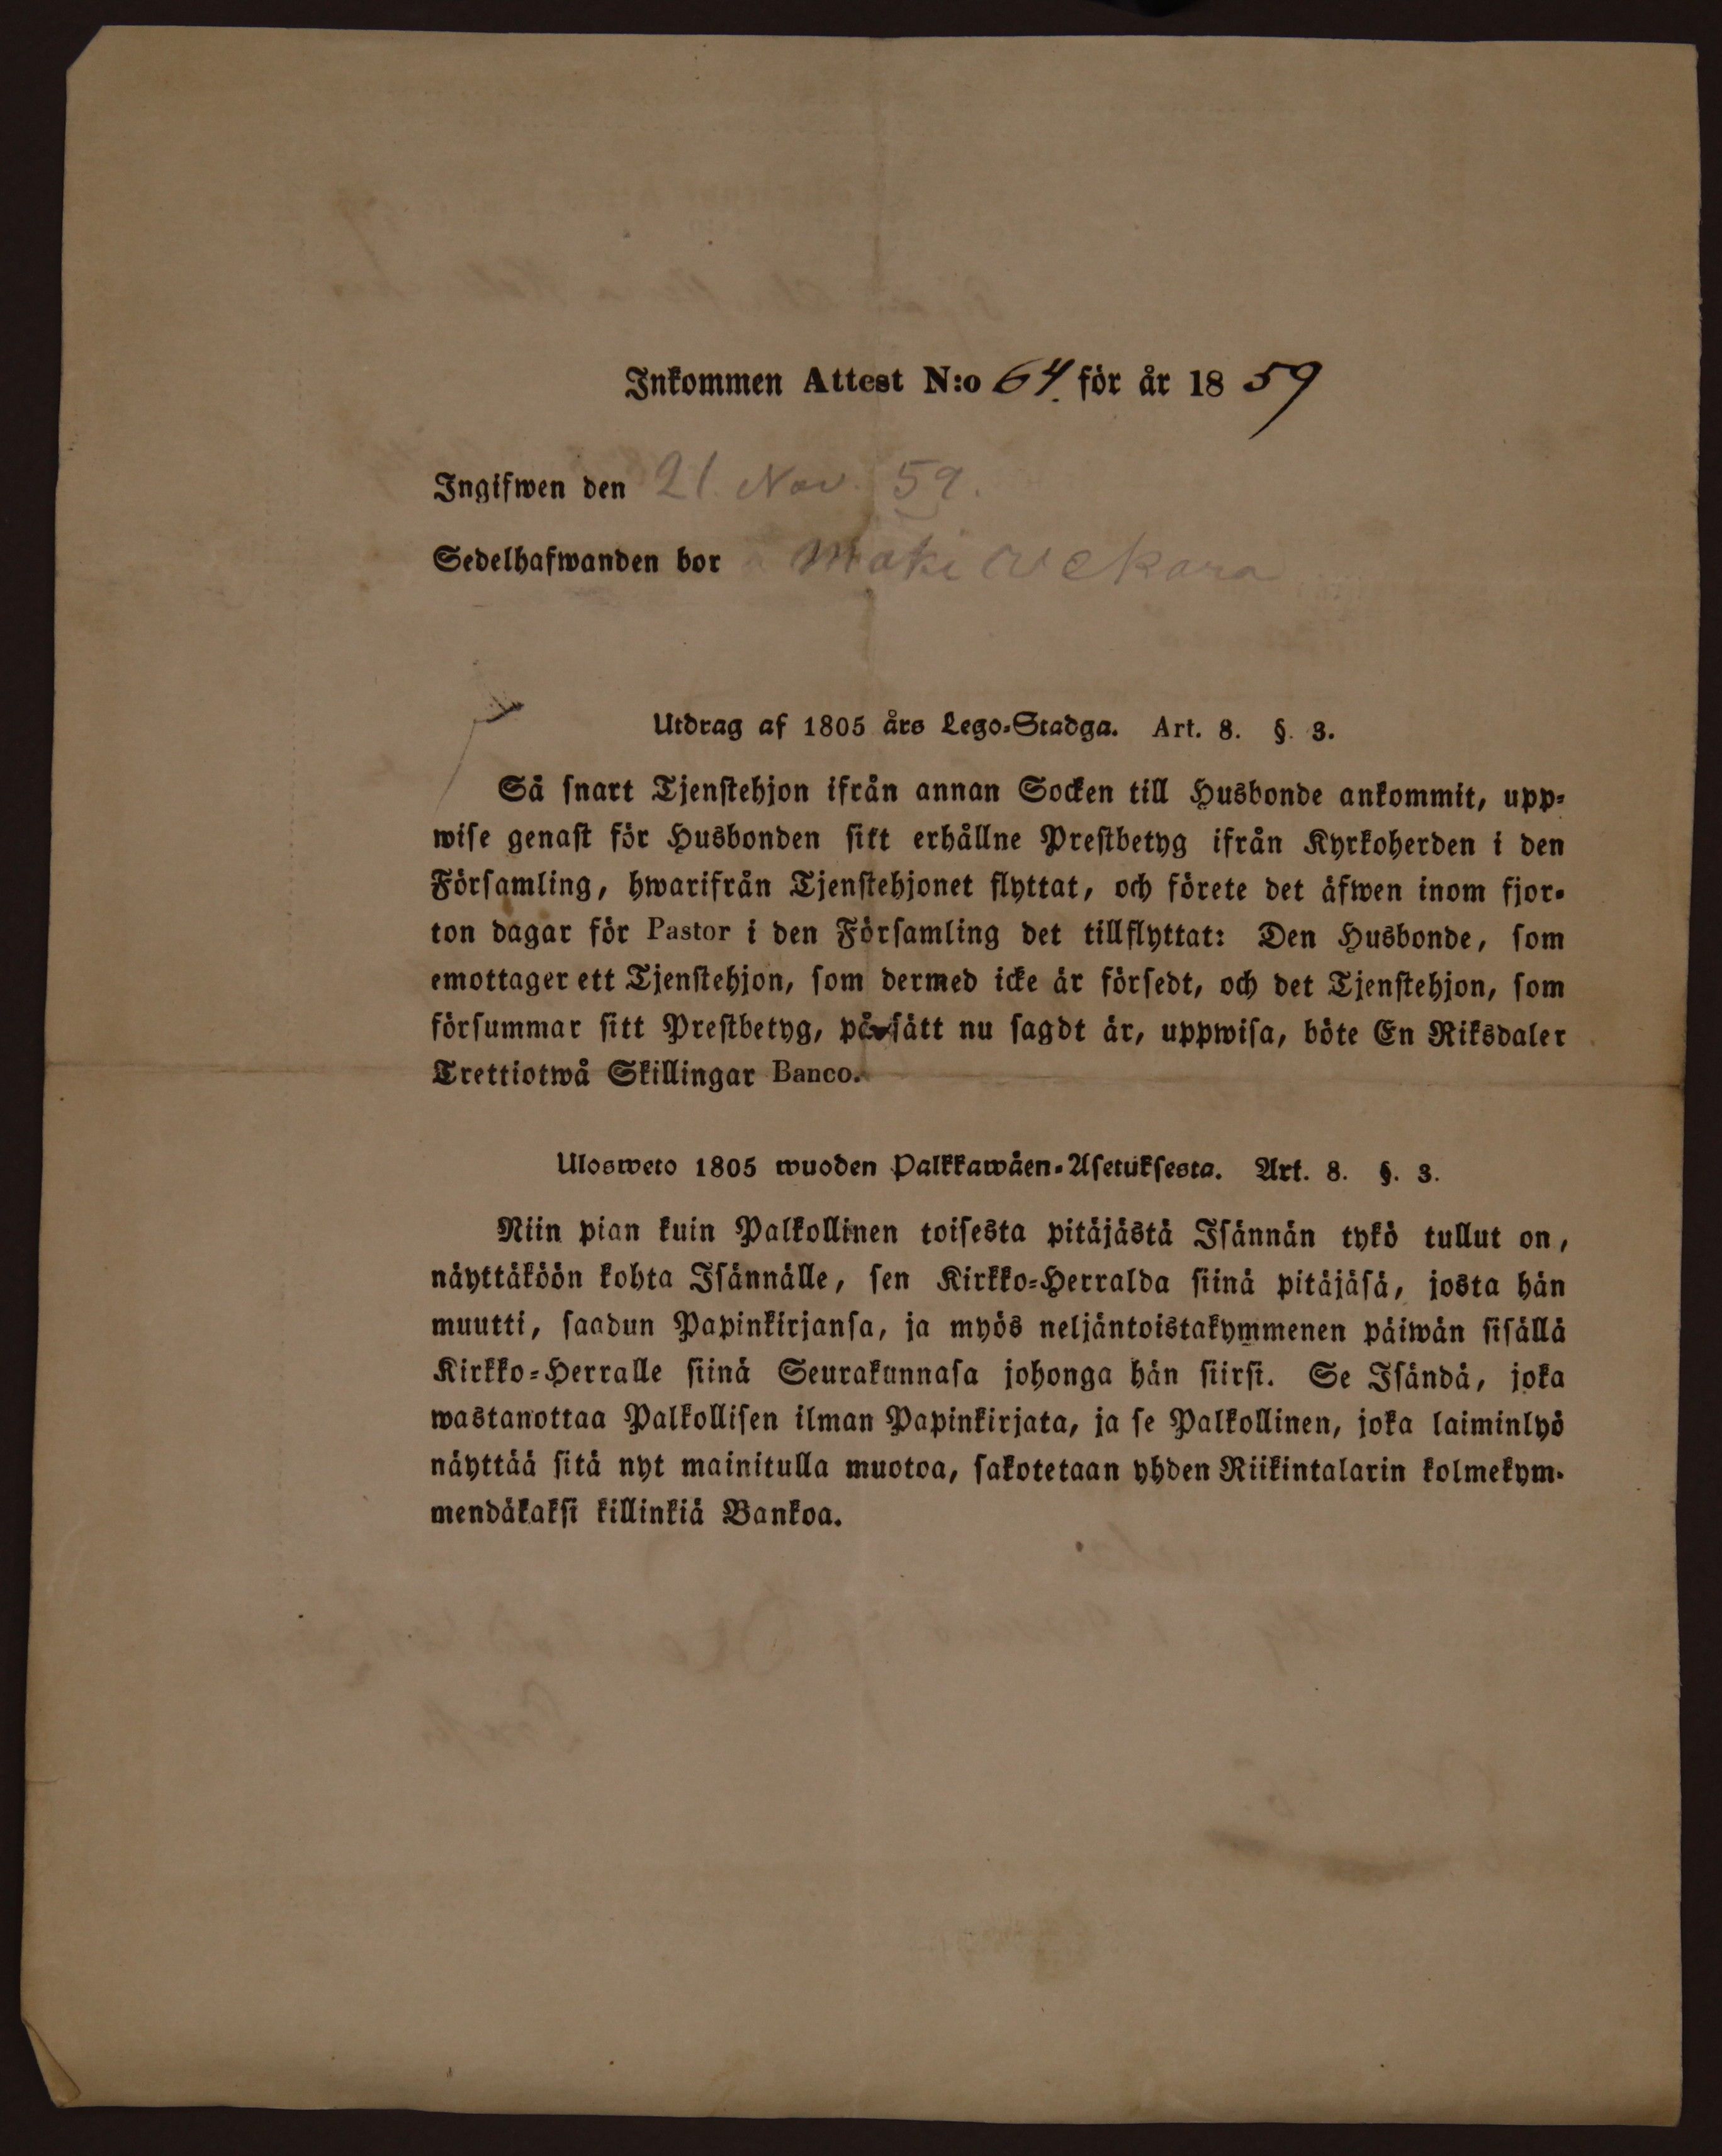 Inkommen Attest N:o 64. för år 1859
Ingifwen den 21. Nov. 59.
Sedelhafwanden bor Mäki
Utdrag af 1805 års Lego-Stadga. Art. 8. §. 3.
Så snart Tjenstehjon ifrån annan Socken till Husbonde ankommit, upp-
wise genast för Husbonden sitt erhållne Prestbetyg ifrån Kyrkoherden i den
Församling, hwarifrån Tjenstehjonet flyttat, och förete det äfwen inom fjor-
ton dagar för Pastor i den Församling det tillflyttat: Den Husbonde, som
emottager ett Tjenstehjon, som dermed icke är försedt, och det Tjenstehjon, som
försummar sitt Prestbetyg, på sätt nu sagdt är, uppwisa, böte En Riksdaler
Trettiotwå Skillingar Banco.
Ulosweto 1805 wuoden Palkkawäen-Asetuksesta. Art. 8. §. 3.
Niin pian kuin Palkollinen toisesta pitäjästä Isännän tykö tullut on,
näyttäköön kohta Isännälle, sen Kirkko-Herralda siinä pitäjäsä, josta hän
muutti, saadun Papinkirjansa, ja myös neljäntoistakymmenen päiwän sisällä
Kirkko-Herralle siinä Seurakunnasa johonga hän siirsi. Se Isändä, joka
wastanottaa Palkollisen ilman Papinkirjata, ja se Palkollinen, joka laiminlyö
näyttää sitä nyt mainitulla muotoa, sakotetaan yhden Riikintalarin kolmekym-
mendäkaksi killinkiä Bankoa.